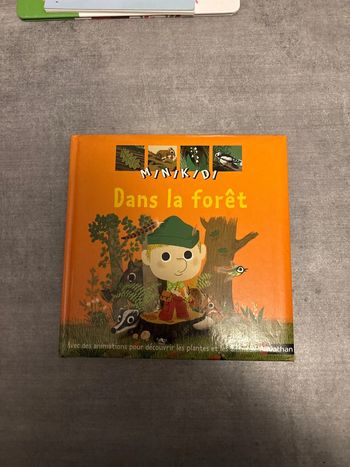 MINIKIDI
Dans la forêt
Avec des animations pour découvrir les plantes et les
Nathan